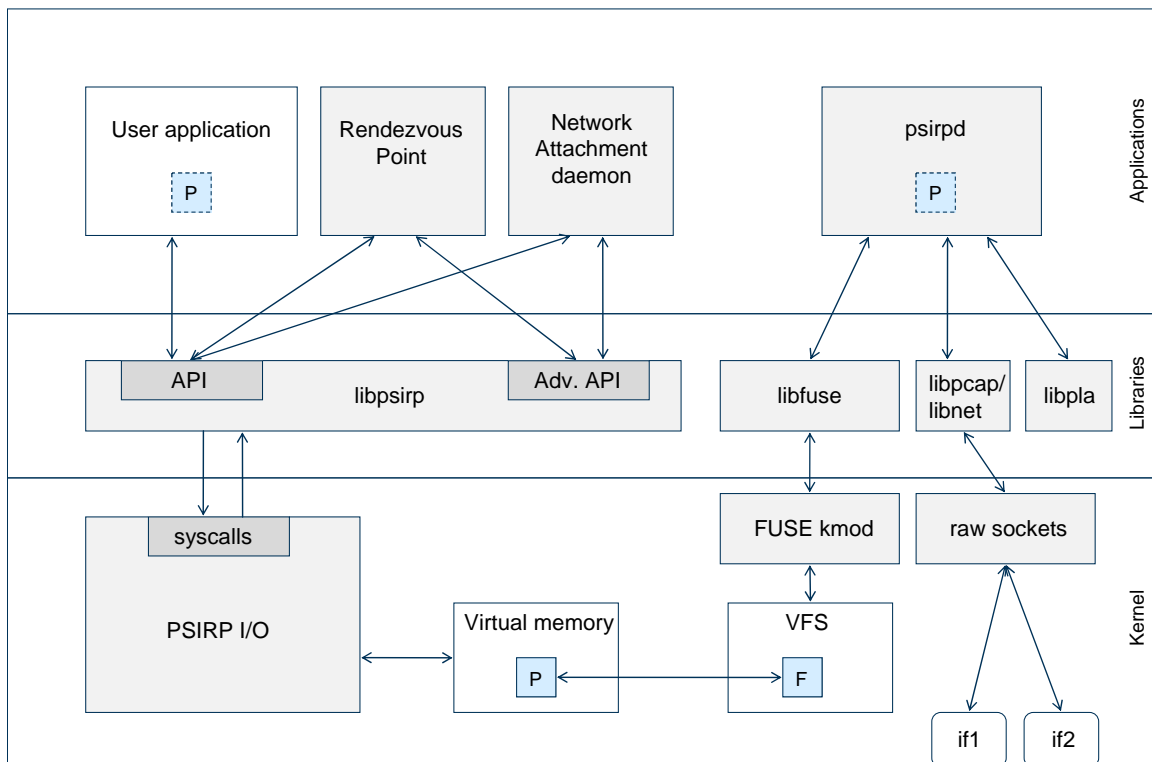 User application
P
Rendezvous
Point
Network
Attachment
daemon
psirpd
P
Applications
API
libpsirp
Adv. API
libfuse
libpcap/
libnet
libpla
Libraries
syscalls
PSIRP I/O
FUSE kmod
raw sockets
Virtual memory
P
VFS
F
Kernel
if1
if2